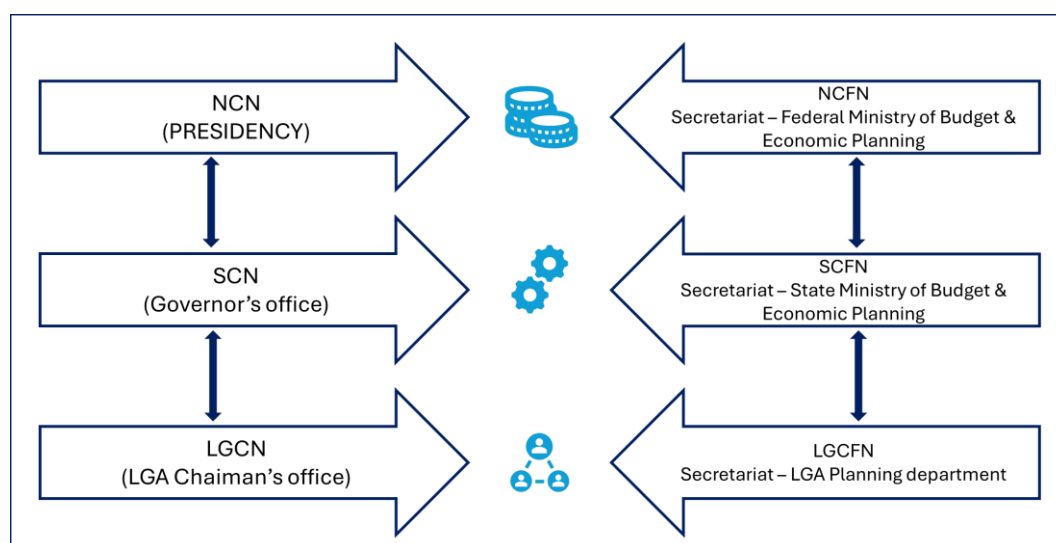 NCN
(PRESIDENCY)
NCFN
Secretariat – Federal Ministry of Budget &
Economic Planning
SCN
(Governor’s office)
SCFN
Secretariat – State Ministry of Budget &
Economic Planning
LGCN
(LGA Chaiman’s office)
LGCFN
Secretariat – LGA Planning department